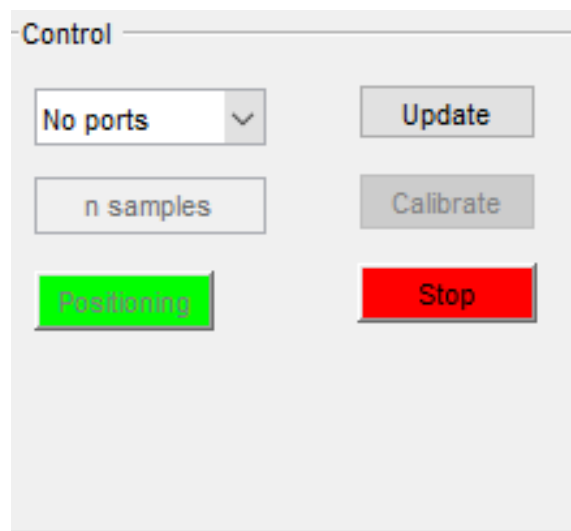 Control
No ports
Update
n samples
Calibrate
Positioning
Stop